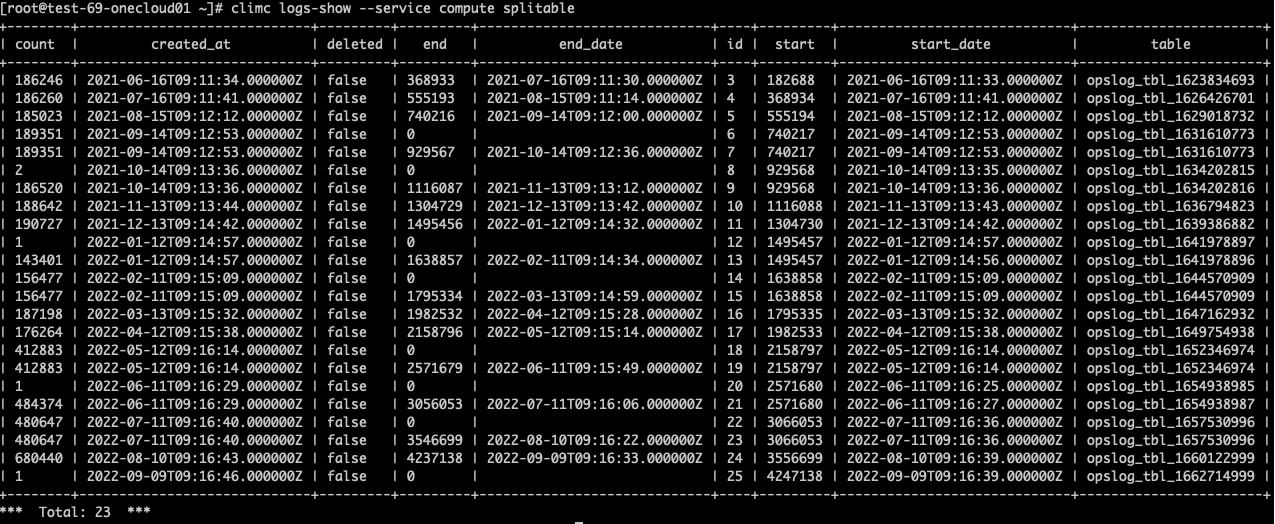 [root@test-69-onecloud01 ~]# climc logs-show --service compute splitable
+--------+-----------------------------+---------+---------+-----------------------------+----+---------+-----------------------------+-----------------------+
| count | created_at | deleted | end | end_date | id | start | start_date | table |
+--------+-----------------------------+---------+---------+-----------------------------+----+---------+-----------------------------+-----------------------+
| 186246 | 2021-06-16T09:11:34.000000Z | false | 368933 | 2021-07-16T09:11:30.000000Z | 3 | 182688 | 2021-06-16T09:11:33.000000Z | opslog_tbl_1623834693 |
| 186260 | 2021-07-16T09:11:41.000000Z | false | 555193 | 2021-08-15T09:11:14.000000Z | 4 | 368934 | 2021-07-16T09:11:41.000000Z | opslog_tbl_1626426701 |
| 185023 | 2021-08-15T09:12:12.000000Z | false | 740216 | 2021-09-14T09:12:00.000000Z | 5 | 555194 | 2021-08-15T09:12:12.000000Z | opslog_tbl_1629018732 |
| 189351 | 2021-09-14T09:12:53.000000Z | false | 0 | | 6 | 740217 | 2021-09-14T09:12:53.000000Z | opslog_tbl_1631610773 |
| 189351 | 2021-09-14T09:12:53.000000Z | false | 929567 | 2021-10-14T09:12:36.000000Z | 7 | 740217 | 2021-09-14T09:12:53.000000Z | opslog_tbl_1631610773 |
| 2 | 2021-10-14T09:13:36.000000Z | false | 0 | | 8 | 929568 | 2021-10-14T09:13:35.000000Z | opslog_tbl_1634202815 |
| 186520 | 2021-10-14T09:13:36.000000Z | false | 1116087 | 2021-11-13T09:13:12.000000Z | 9 | 929568 | 2021-10-14T09:13:36.000000Z | opslog_tbl_1634202816 |
| 188642 | 2021-11-13T09:13:44.000000Z | false | 1304729 | 2021-12-13T09:13:42.000000Z | 10 | 1116088 | 2021-11-13T09:13:43.000000Z | opslog_tbl_1636794823 |
| 190727 | 2021-12-13T09:14:42.000000Z | false | 1495456 | 2022-01-12T09:14:32.000000Z | 11 | 1304730 | 2021-12-13T09:14:42.000000Z | opslog_tbl_1639386882 |
| 1 | 2022-01-12T09:14:57.000000Z | false | 0 | | 12 | 1495457 | 2022-01-12T09:14:57.000000Z | opslog_tbl_1641978897 |
| 143401 | 2022-01-12T09:14:57.000000Z | false | 1638857 | 2022-02-11T09:14:34.000000Z | 13 | 1495457 | 2022-01-12T09:14:56.000000Z | opslog_tbl_1641978896 |
| 156477 | 2022-02-11T09:15:09.000000Z | false | 0 | | 14 | 1638858 | 2022-02-11T09:15:09.000000Z | opslog_tbl_1644570909 |
| 156477 | 2022-02-11T09:15:09.000000Z | false | 1795334 | 2022-03-13T09:14:59.000000Z | 15 | 1638858 | 2022-02-11T09:15:09.000000Z | opslog_tbl_1644570909 |
| 187198 | 2022-03-13T09:15:32.000000Z | false | 1982532 | 2022-04-12T09:15:28.000000Z | 16 | 1795335 | 2022-03-13T09:15:32.000000Z | opslog_tbl_1647162932 |
| 176264 | 2022-04-12T09:15:38.000000Z | false | 2158796 | 2022-05-12T09:15:14.000000Z | 17 | 1982533 | 2022-04-12T09:15:38.000000Z | opslog_tbl_1649754938 |
| 412883 | 2022-05-12T09:16:14.000000Z | false | 0 | | 18 | 2158797 | 2022-05-12T09:16:14.000000Z | opslog_tbl_1652346974 |
| 412883 | 2022-05-12T09:16:14.000000Z | false | 2571679 | 2022-06-11T09:15:49.000000Z | 19 | 2158797 | 2022-05-12T09:16:14.000000Z | opslog_tbl_1652346974 |
| 1 | 2022-06-11T09:16:29.000000Z | false | 0 | | 20 | 2571680 | 2022-06-11T09:16:25.000000Z | opslog_tbl_1654938985 |
| 484374 | 2022-06-11T09:16:29.000000Z | false | 3056053 | 2022-07-11T09:16:06.000000Z | 21 | 2571680 | 2022-06-11T09:16:27.000000Z | opslog_tbl_1654938987 |
| 480647 | 2022-07-11T09:16:40.000000Z | false | 0 | | 22 | 3066053 | 2022-07-11T09:16:36.000000Z | opslog_tbl_1657530996 |
| 480647 | 2022-07-11T09:16:40.000000Z | false | 3546699 | 2022-08-10T09:16:22.000000Z | 23 | 3066053 | 2022-07-11T09:16:36.000000Z | opslog_tbl_1657530996 |
| 680440 | 2022-08-10T09:16:43.000000Z | false | 4237138 | 2022-09-09T09:16:33.000000Z | 24 | 3556699 | 2022-08-10T09:16:39.000000Z | opslog_tbl_1660122999 |
| 1 | 2022-09-09T09:16:46.000000Z | false | 0 | | 25 | 4247138 | 2022-09-09T09:16:39.000000Z | opslog_tbl_1662714999 |
+--------+-----------------------------+---------+---------+-----------------------------+----+---------+-----------------------------+-----------------------+
*** Total: 23 ***